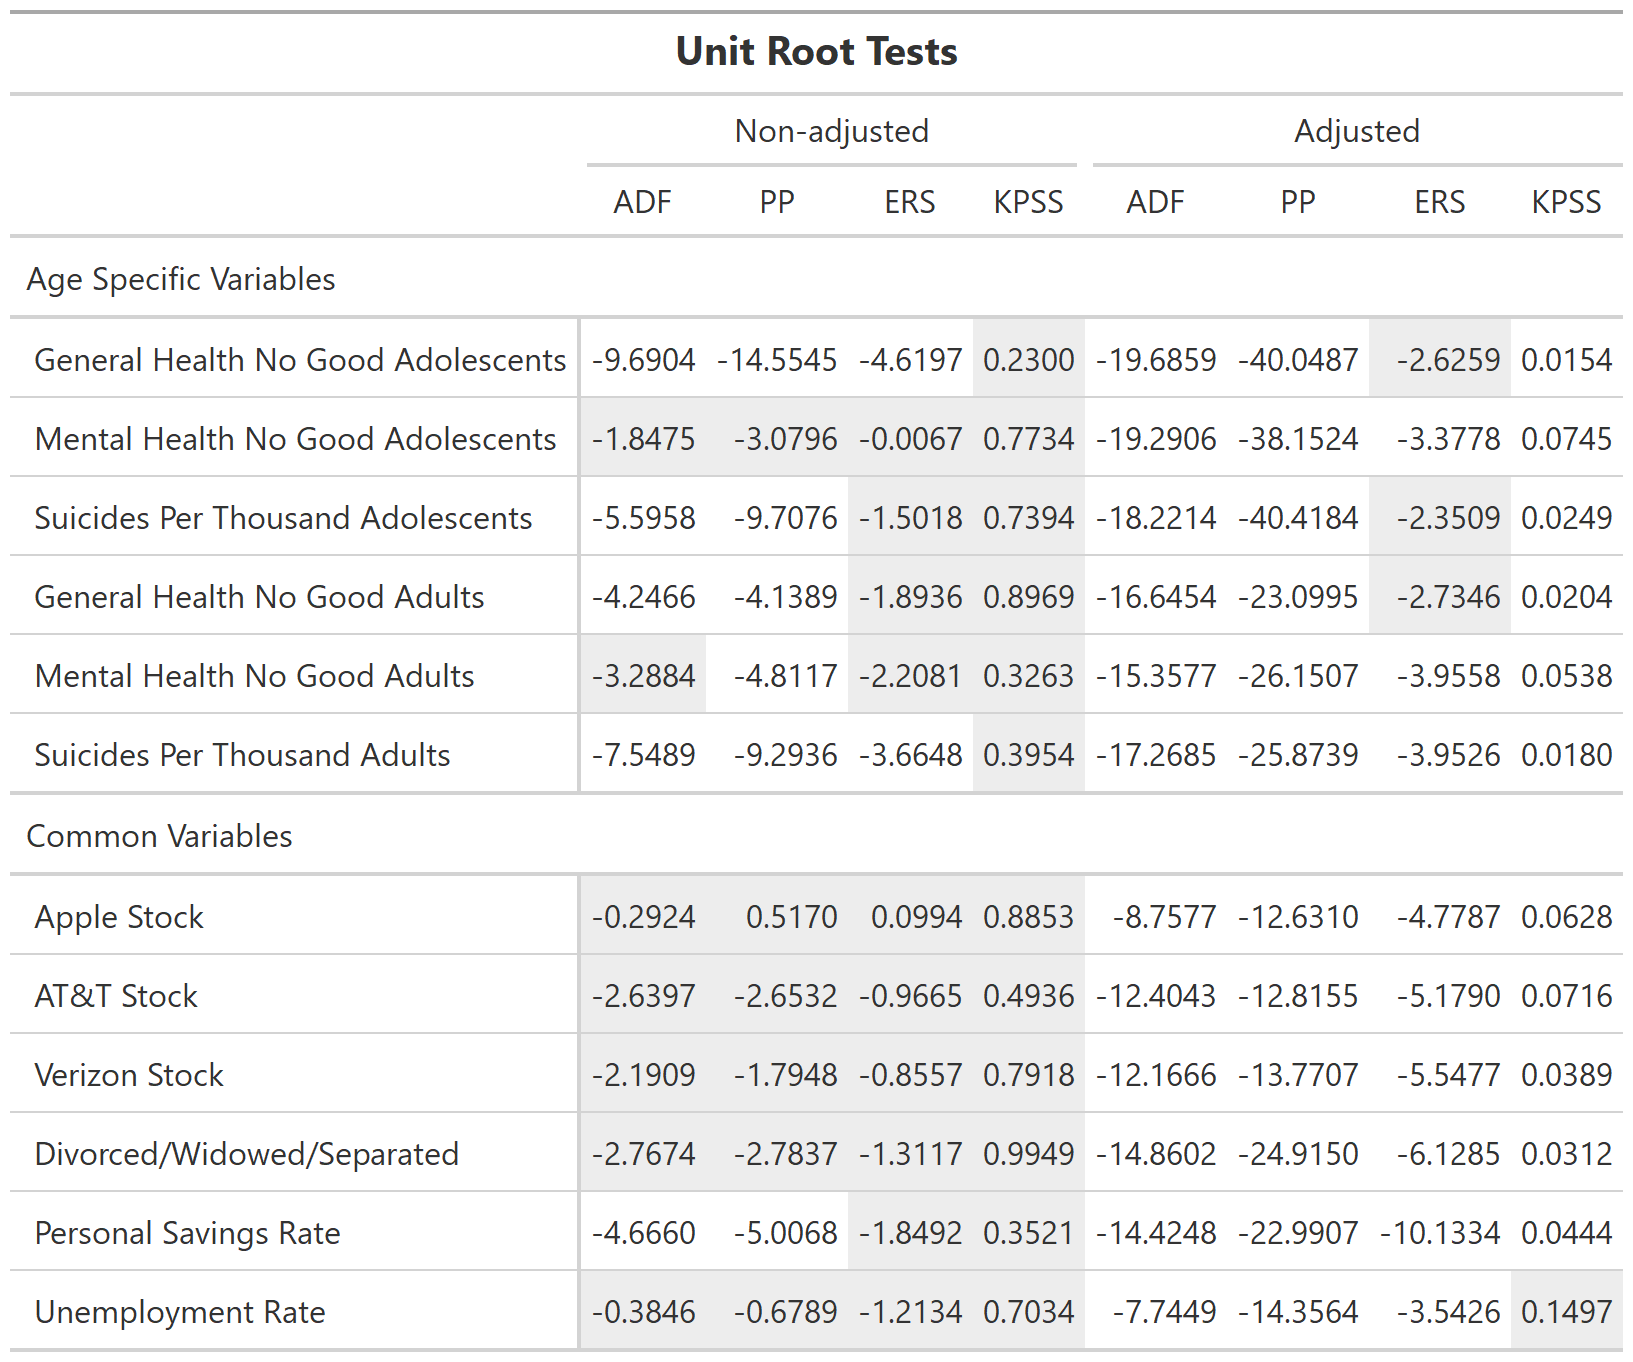 Unit Root Tests
Non-adjusted Adjusted
ADF PP ERS KPSS ADF PP ERS KPSS
Age Specific Variables
General Health No Good Adolescents -9.6904 -14.5545 -4.6197 0.2300 -19.6859 -40.0487 -2.6259 0.0154
Mental Health No Good Adolescents -1.8475 -3.0796 -0.0067 0.7734 -19.2906 -38.1524 -3.3778 0.0745
Suicides Per Thousand Adolescents -5.5958 -9.7076 -1.5018 0.7394 -18.2214 -40.4184 -2.3509 0.0249
General Health No Good Adults -4.2466 -4.1389 -1.8936 0.8969 -16.6454 -23.0995 -2.7346 0.0204
Mental Health No Good Adults -3.2884 -4.8117 -2.2081 0.3263 -15.3577 -26.1507 -3.9558 0.0538
Suicides Per Thousand Adults -7.5489 -9.2936 -3.6648 0.3954 -17.2685 -25.8739 -3.9526 0.0180
Common Variables
Apple Stock -0.2924 0.5170 0.0994 0.8853 -8.7577 -12.6310 -4.7787 0.0628
AT&T Stock -2.6397 -2.6532 -0.9665 0.4936 -12.4043 -12.8155 -5.1790 0.0716
Verizon Stock -2.1909 -1.7948 -0.8557 0.7918 -12.1666 -13.7707 -5.5477 0.0389
Divorced/Widowed/Separated -2.7674 -2.7837 -1.3117 0.9949 -14.8602 -24.9150 -6.1285 0.0312
Personal Savings Rate -4.6660 -5.0068 -1.8492 0.3521 -14.4248 -22.9907 -10.1334 0.0444
Unemployment Rate -0.3846 -0.6789 -1.2134 0.7034 -7.7449 -14.3564 -3.5426 0.1497